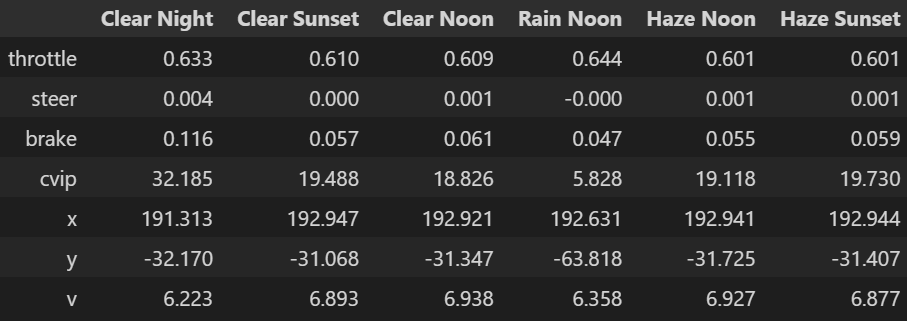 Clear Night Clear Sunset Clear Noon Rain Noon Haze Noon Haze Sunset
throttle 0.633 0.610 0.609 0.644 0.601 0.601
steer 0.004 0.000 0.001 -0.000 0.001 0.001
brake 0.116 0.057 0.061 0.047 0.055 0.059
cvip 32.185 19.488 18.826 5.828 19.118 19.730
x 191.313 192.947 192.921 192.631 192.941 192.944
y -32.170 -31.068 -31.347 -63.818 -31.725 -31.407
v 6.223 6.893 6.938 6.358 6.927 6.877